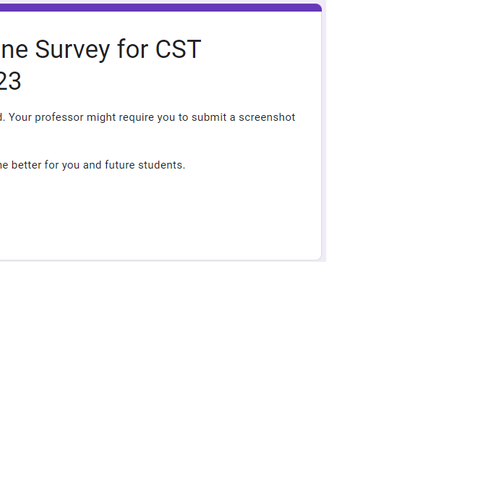 ne Survey for CST
23
d. Your professor might require you to submit a screenshot
ne better for you and future students.